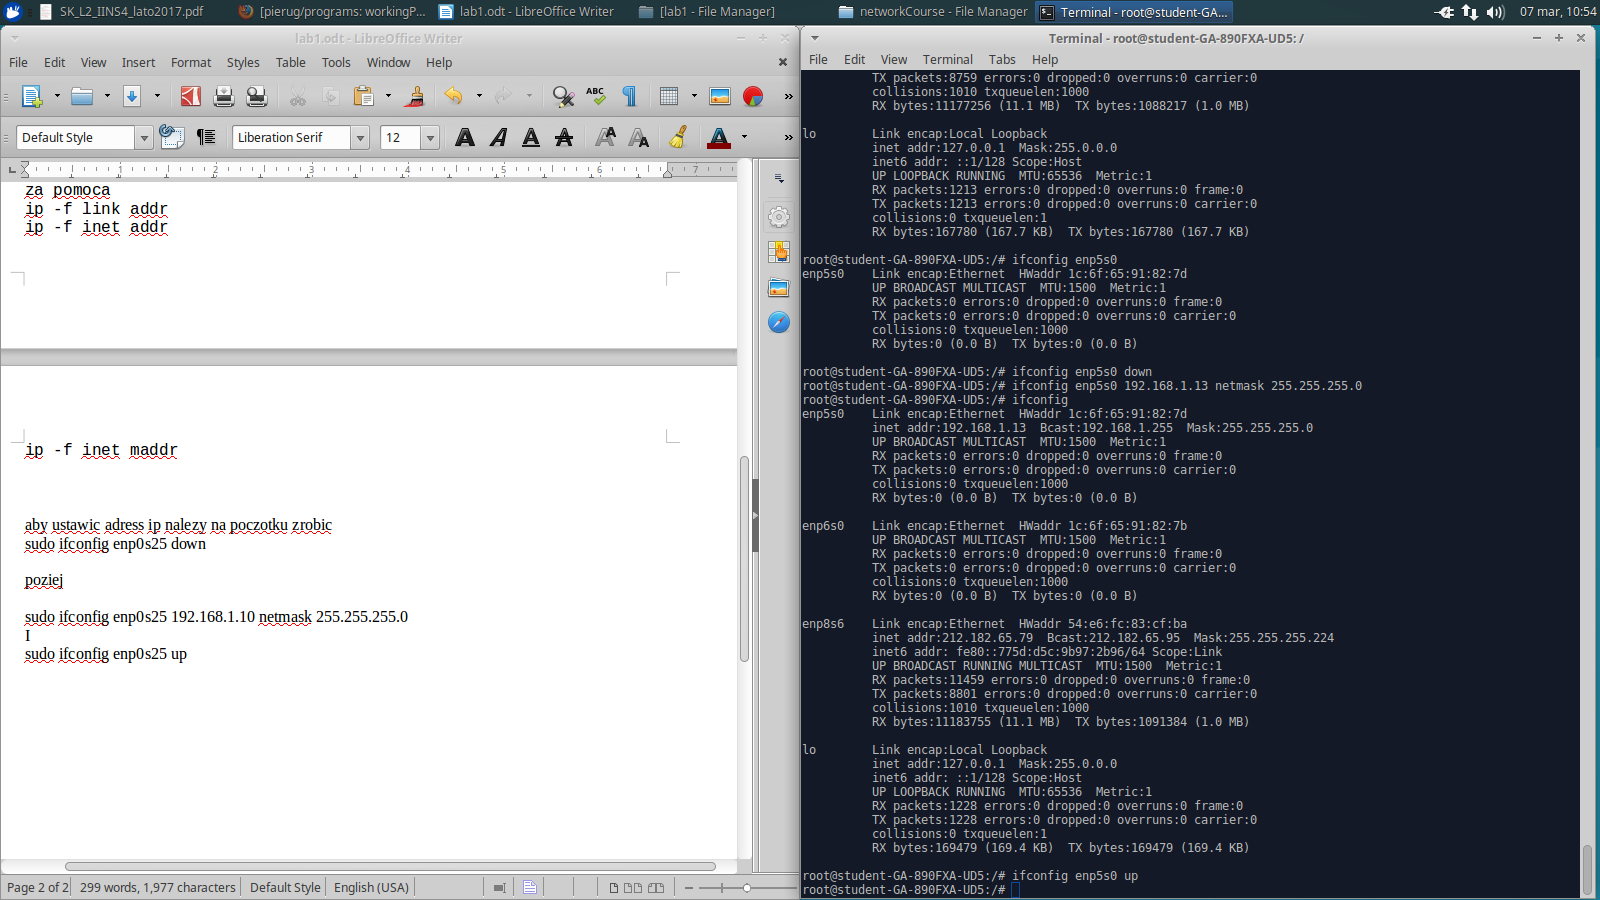 SK_L2_IINS4_lato2017.pdf
[pierug/programs: workingP...
lab1.odt - LibreOffice Writer
[lab1 - File Manager]
networkCourse - File Manager
Terminal - root@student-GA...
07 mar, 10:54
lab1.odt - LibreOffice Writer
File Edit View Insert Format Styles Table Tools Window Help
ABC
Default Style
Liberation Serif
12
1 2 3 4 5 6 7
za pomoca
ip -f link addr
ip -f inet addr
ip -f inet maddr
aby ustawic adress ip nalezy na poczotku zrobic
sudo ifconfig enp0s25 down
poziej
sudo ifconfig enp0s25 192.168.1.10 netmask 255.255.255.0
sudo ifconfig enp0s25 up
Page 2 of 2
299 words, 1,977 characters
Default Style
English (USA)
Terminal - root@student-GA-890FXA-UD5: /
File Edit View Terminal Tabs Help
TX packets:8759 errors:0 dropped:0 overruns:0 carrier:0
collisions:1010 txqueuelen:1000
RX bytes:11177256 (11.1 MB)  TX bytes:1088217 (1.0 MB)
lo        Link encap:Local Loopback
inet addr:127.0.0.1  Mask:255.0.0.0
inet6 addr: ::1/128 Scope:Host
UP LOOPBACK RUNNING  MTU:65536  Metric:1
RX packets:1213 errors:0 dropped:0 overruns:0 frame:0
TX packets:1213 errors:0 dropped:0 overruns:0 carrier:0
collisions:0 txqueuelen:1
RX bytes:167780 (167.7 KB)  TX bytes:167780 (167.7 KB)
root@student-GA-890FXA-UD5:/# ifconfig enp5s0
enp5s0    Link encap:Ethernet  HWaddr 1c:6f:65:91:82:7d
UP BROADCAST MULTICAST  MTU:1500  Metric:1
RX packets:0 errors:0 dropped:0 overruns:0 frame:0
TX packets:0 errors:0 dropped:0 overruns:0 carrier:0
collisions:0 txqueuelen:1000
RX bytes:0 (0.0 B)  TX bytes:0 (0.0 B)
root@student-GA-890FXA-UD5:/# ifconfig enp5s0 down
root@student-GA-890FXA-UD5:/# ifconfig enp5s0 192.168.1.13 netmask 255.255.255.0
root@student-GA-890FXA-UD5:/# ifconfig
enp5s0    Link encap:Ethernet  HWaddr 1c:6f:65:91:82:7d
inet addr:192.168.1.13  Bcast:192.168.1.255  Mask:255.255.255.0
UP BROADCAST MULTICAST  MTU:1500  Metric:1
RX packets:0 errors:0 dropped:0 overruns:0 frame:0
TX packets:0 errors:0 dropped:0 overruns:0 carrier:0
collisions:0 txqueuelen:1000
RX bytes:0 (0.0 B)  TX bytes:0 (0.0 B)
enp6s0    Link encap:Ethernet  HWaddr 1c:6f:65:91:82:7b
UP BROADCAST MULTICAST  MTU:1500  Metric:1
RX packets:0 errors:0 dropped:0 overruns:0 frame:0
TX packets:0 errors:0 dropped:0 overruns:0 carrier:0
collisions:0 txqueuelen:1000
RX bytes:0 (0.0 B)  TX bytes:0 (0.0 B)
enp8s6    Link encap:Ethernet  HWaddr 54:e6:fc:83:cf:ba
inet addr:212.182.65.79  Bcast:212.182.65.95  Mask:255.255.255.224
inet6 addr: fe80::775d:d5c:9b97:2b96/64 Scope:Link
UP BROADCAST RUNNING MULTICAST  MTU:1500  Metric:1
RX packets:11459 errors:0 dropped:0 overruns:0 frame:0
TX packets:8801 errors:0 dropped:0 overruns:0 carrier:0
collisions:1010 txqueuelen:1000
RX bytes:11183755 (11.1 MB)  TX bytes:1091384 (1.0 MB)
lo        Link encap:Local Loopback
inet addr:127.0.0.1  Mask:255.0.0.0
inet6 addr: ::1/128 Scope:Host
UP LOOPBACK RUNNING  MTU:65536  Metric:1
RX packets:1228 errors:0 dropped:0 overruns:0 frame:0
TX packets:1228 errors:0 dropped:0 overruns:0 carrier:0
collisions:0 txqueuelen:1
RX bytes:169479 (169.4 KB)  TX bytes:169479 (169.4 KB)
root@student-GA-890FXA-UD5:/# ifconfig enp5s0 up
root@student-GA-890FXA-UD5:/#